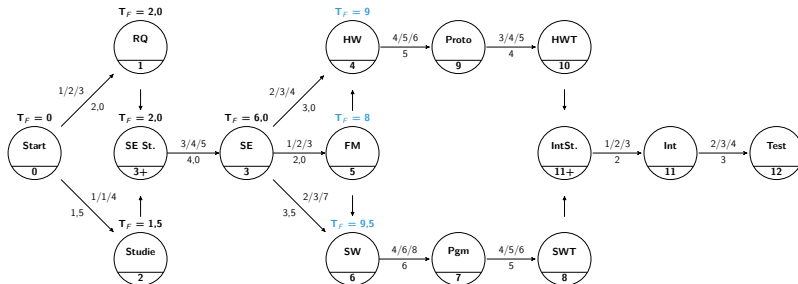 T_F = 2,0
RQ
1
T_F = 9
HW
4
4/5/6
5
Proto
9
3/4/5
4
HWT
10
1/2/3
2,0
2/3/4
3,0
T_F = 0
Start
0
T_F = 2,0
SE St.
3+
3/4/5
4,0
T_F = 6,0
SE
3
1/2/3
2,0
T_F = 8
FM
5
IntSt.
11+
1/2/3
2
Int
11
2/3/4
3
Test
12
1/1/4
1,5
2/3/7
3,5
T_F = 1,5
Studie
2
T_F = 9,5
SW
6
4/6/8
6
Pgm
7
4/5/6
5
SWT
8